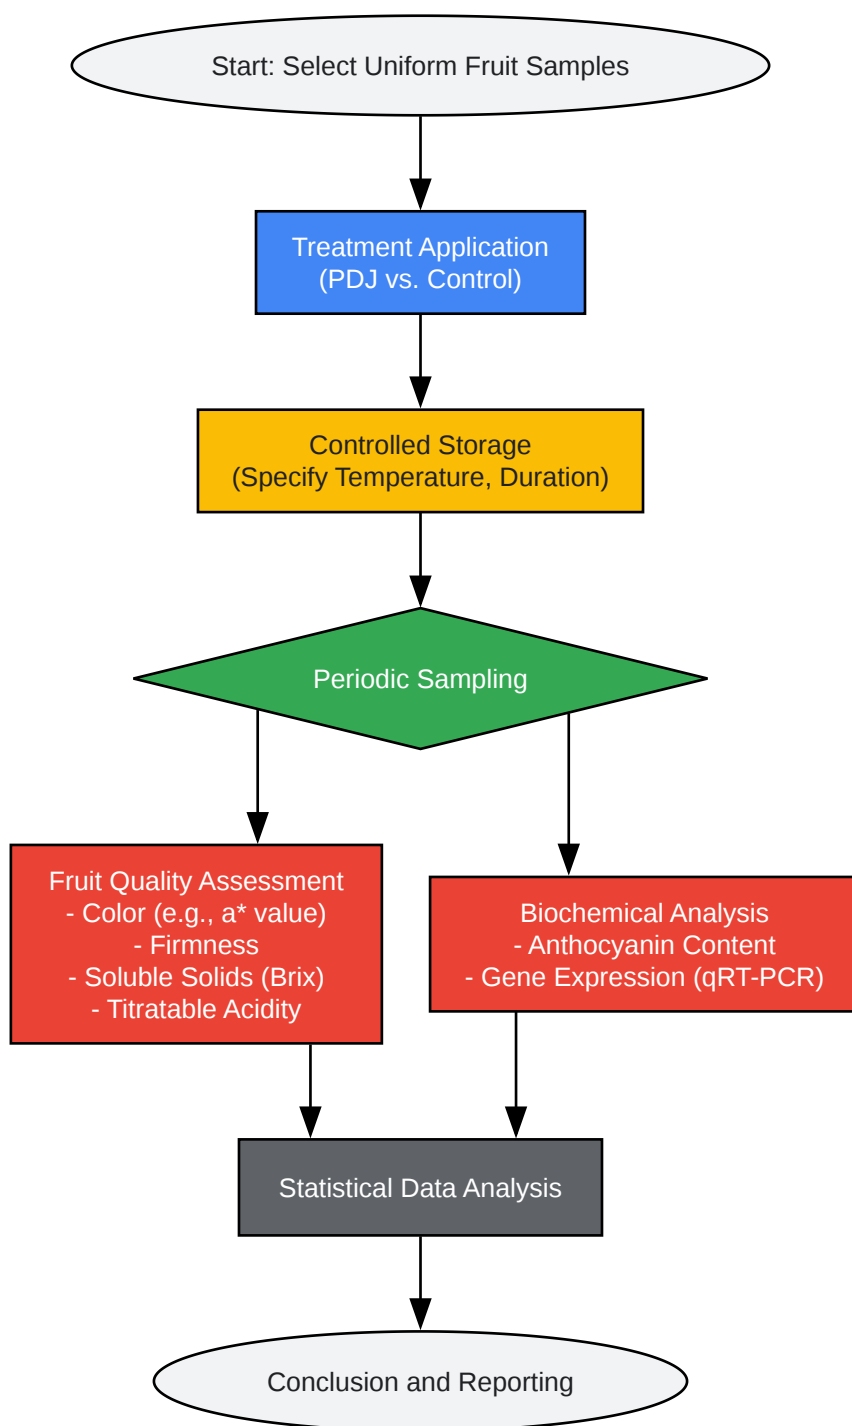 Start: Select Uniform Fruit Samples
Treatment Application
(PDJ vs. Control)
Controlled Storage
(Specify Temperature, Duration)
Periodic Sampling
Fruit Quality Assessment
- Color (e.g., a* value)
- Firmness
- Soluble Solids (Brix)
- Titratable Acidity
Biochemical Analysis
- Anthocyanin Content
- Gene Expression (qRT-PCR)
Statistical Data Analysis
Conclusion and Reporting